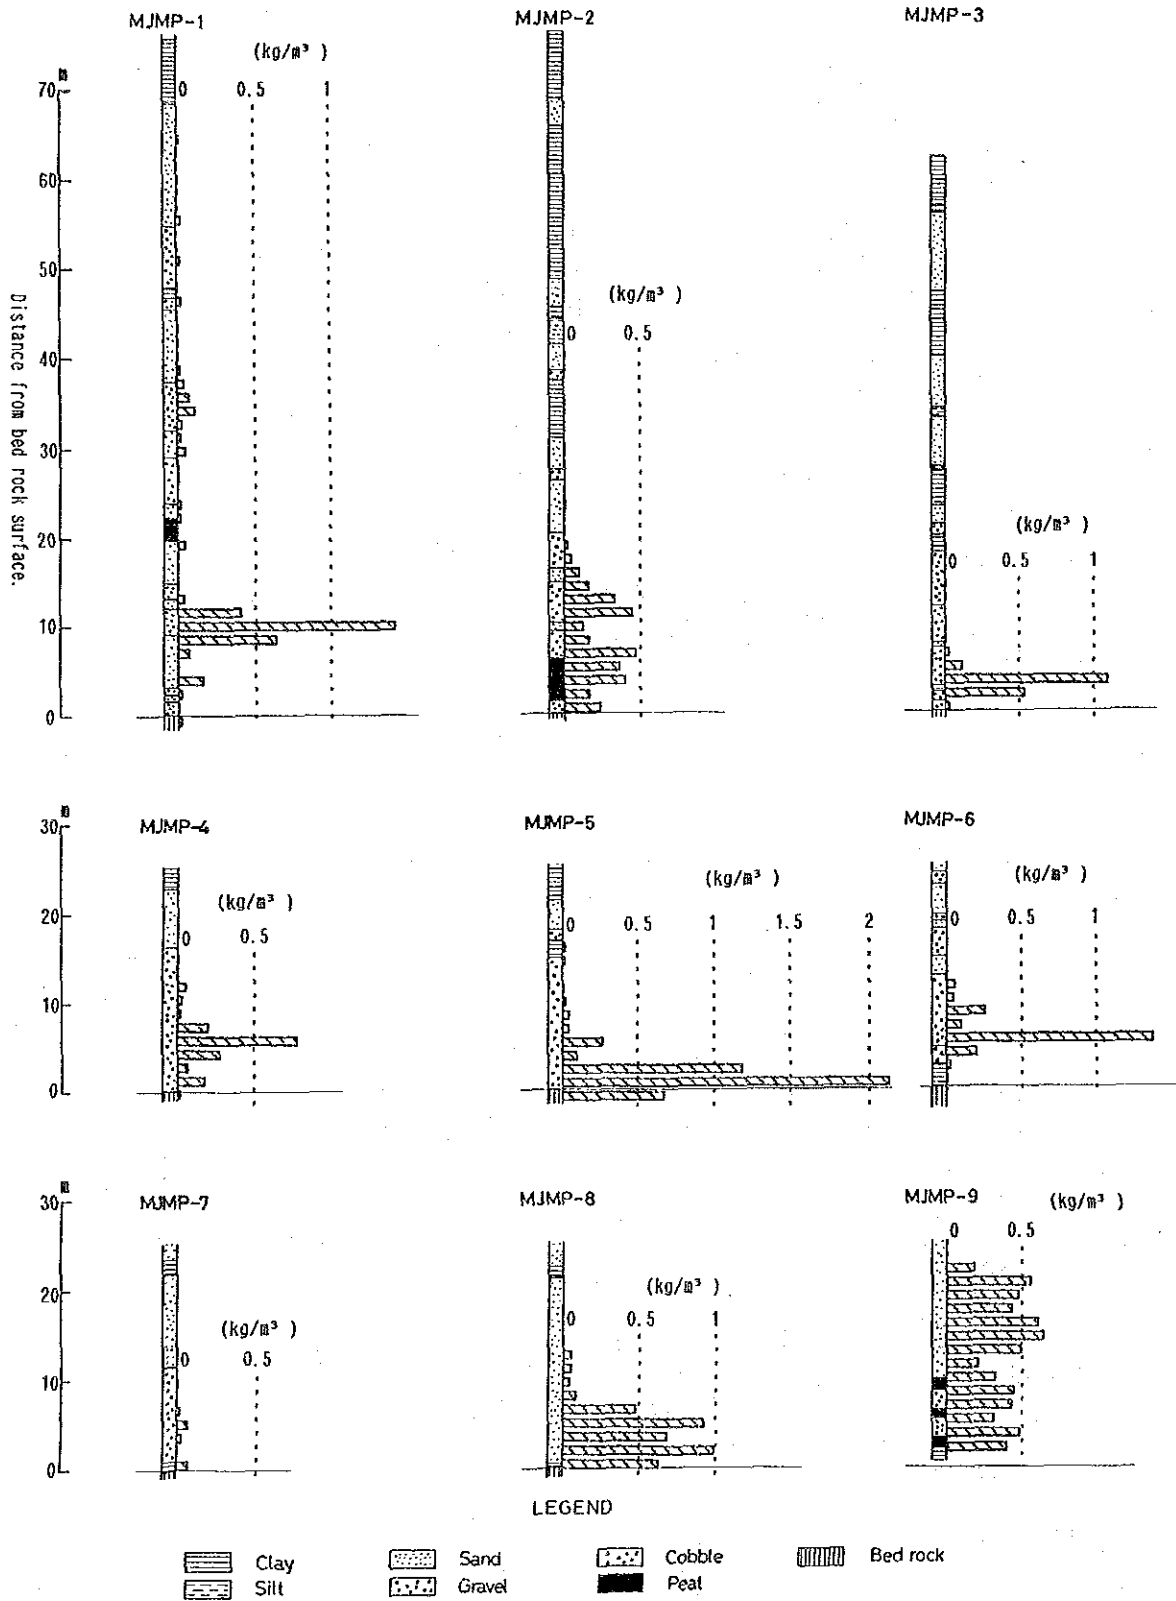 MJMP-1
MJMP-2
MJMP-3
(kg/m³ )
m
70
0
0.5
1
60
50
(kg/m³ )
0
0.5
40
30
20
(kg/m³ )
0
0.5
1
10
0
Distance from bed rock surface.
m
30
MJMP-4
MJMP-5
MJMP-6
(kg/m³ )
(kg/m³ )
(kg/m³ )
20
0
0.5
0
0.5
1
1.5
2
0
0.5
1
10
0
m
30
MJMP-7
MJMP-8
MJMP-9
(kg/m³ )
0
0.5
20
(kg/m³ )
0
0.5
1
(kg/m³ )
0
0.5
10
0
LEGEND
Clay
Sand
Cobble
Bed rock
Silt
Gravel
Peat